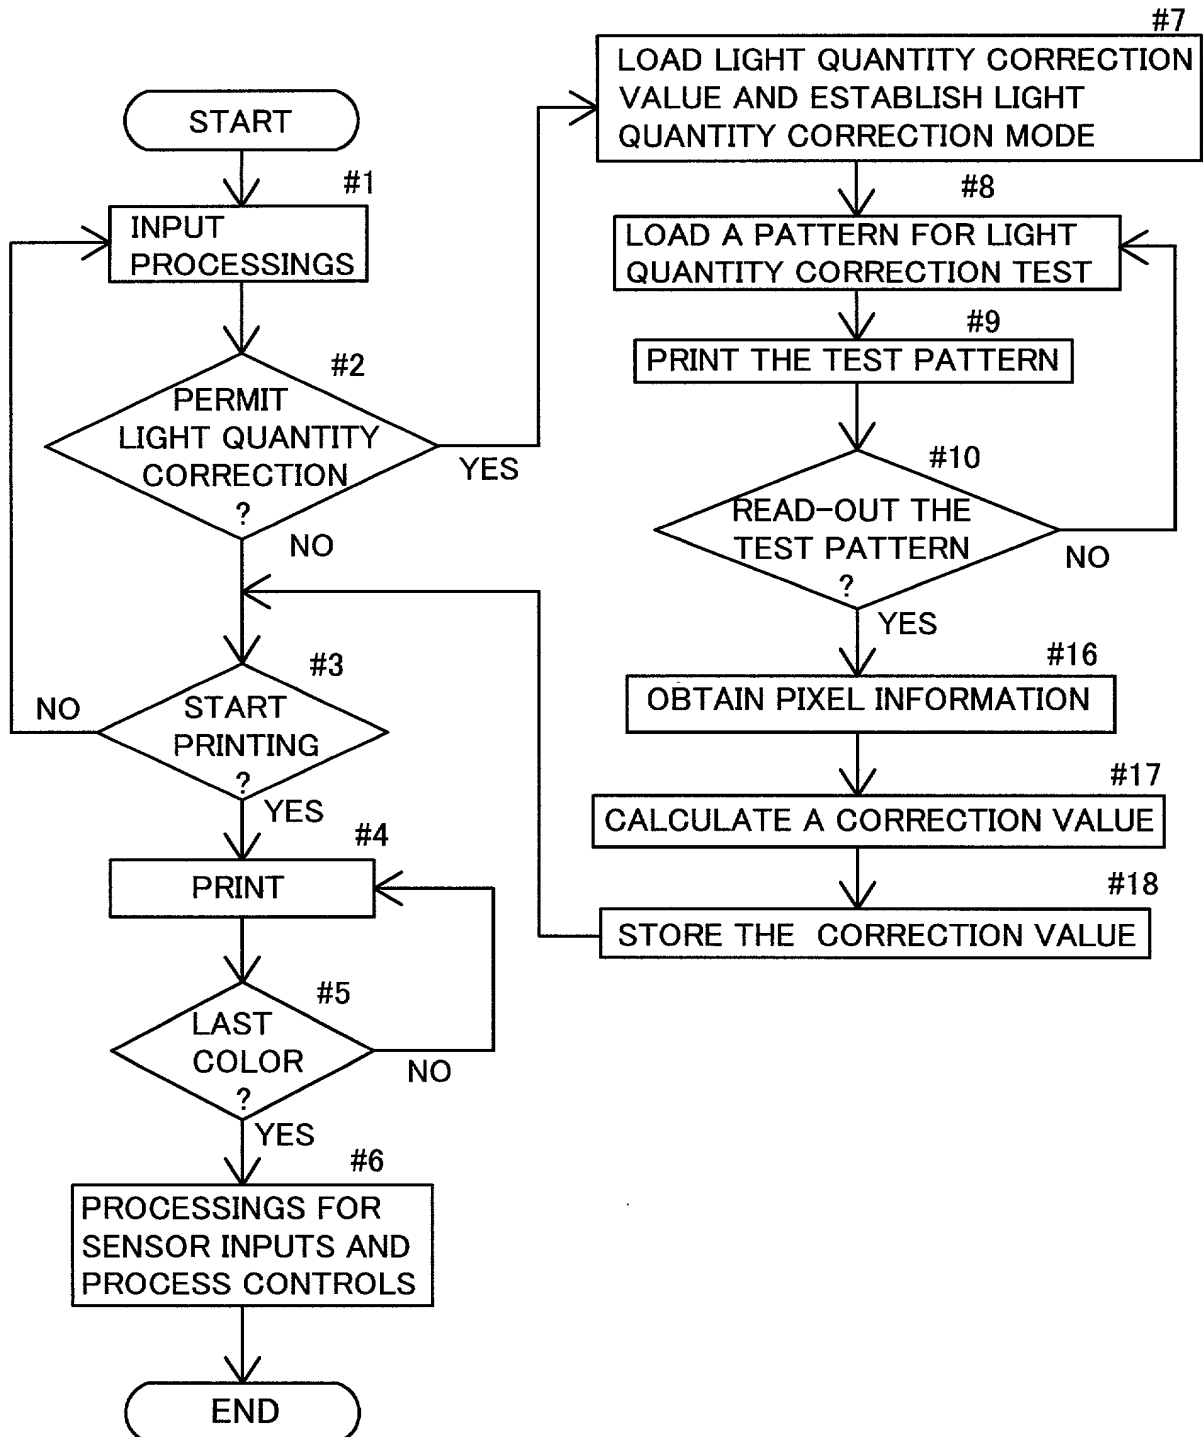 START
#1
INPUT
PROCESSINGS
#2
PERMIT
LIGHT QUANTITY
CORRECTION
?
YES
NO
#3
START
PRINTING
?
NO
YES
#4
PRINT
#5
LAST
COLOR
?
NO
YES
#6
PROCESSINGS FOR
SENSOR INPUTS AND
PROCESS CONTROLS
END
#7
LOAD LIGHT QUANTITY CORRECTION
VALUE AND ESTABLISH LIGHT
QUANTITY CORRECTION MODE
#8
LOAD A PATTERN FOR LIGHT
QUANTITY CORRECTION TEST
#9
PRINT THE TEST PATTERN
#10
READ-OUT THE
TEST PATTERN
?
NO
YES
#16
OBTAIN PIXEL INFORMATION
#17
CALCULATE A CORRECTION VALUE
#18
STORE THE CORRECTION VALUE